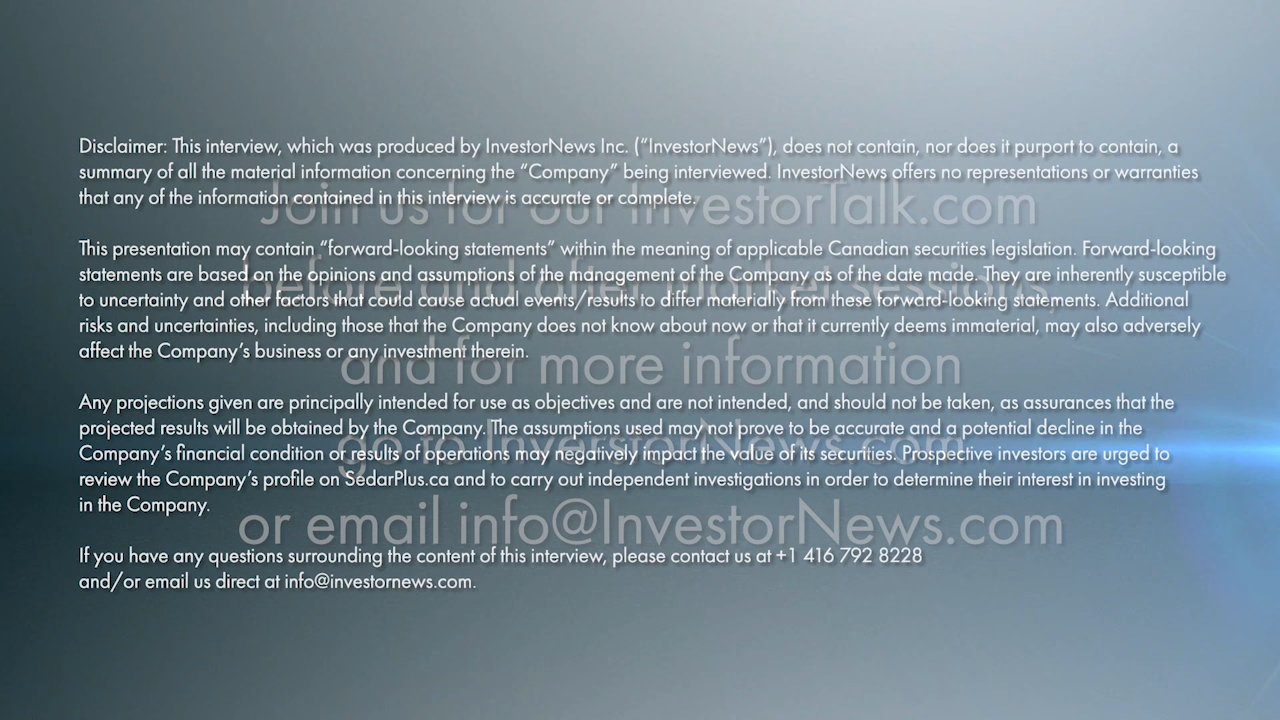 Disclaimer: This interview, which was produced by InvestorNews Inc. (“InvestorNews”), does not contain, nor does it purport to contain, a
summary of all the material information concerning the “Company” being interviewed. InvestorNews offers no representations or warranties
that any of the information contained in this interview is accurate or complete.
This presentation may contain “forward-looking statements” within the meaning of applicable Canadian securities legislation. Forward-looking
statements are based on the opinions and assumptions of the management of the Company as of the date made. They are inherently susceptible
to uncertainty and other factors that could cause actual events/results to differ materially from these forward-looking statements. Additional
risks and uncertainties, including those that the Company does not know about now or that it currently deems immaterial, may also adversely
affect the Company’s business or any investment therein.
Any projections given are principally intended for use as objectives and are not intended, and should not be taken, as assurances that the
projected results will be obtained by the Company. The assumptions used may not prove to be accurate and a potential decline in the
Company’s financial condition or results of operations may negatively impact the value of its securities. Prospective investors are urged to
review the Company’s profile on SedarPlus.ca and to carry out independent investigations in order to determine their interest in investing
in the Company.
If you have any questions surrounding the content of this interview, please contact us at +1 416 792 8228
and/or email us direct at info@investornews.com.
Join us for our InvestorTalk.com
before and after market sessions,
and for more information
go to InverstorNews.com
or email info@InvestorNews.com